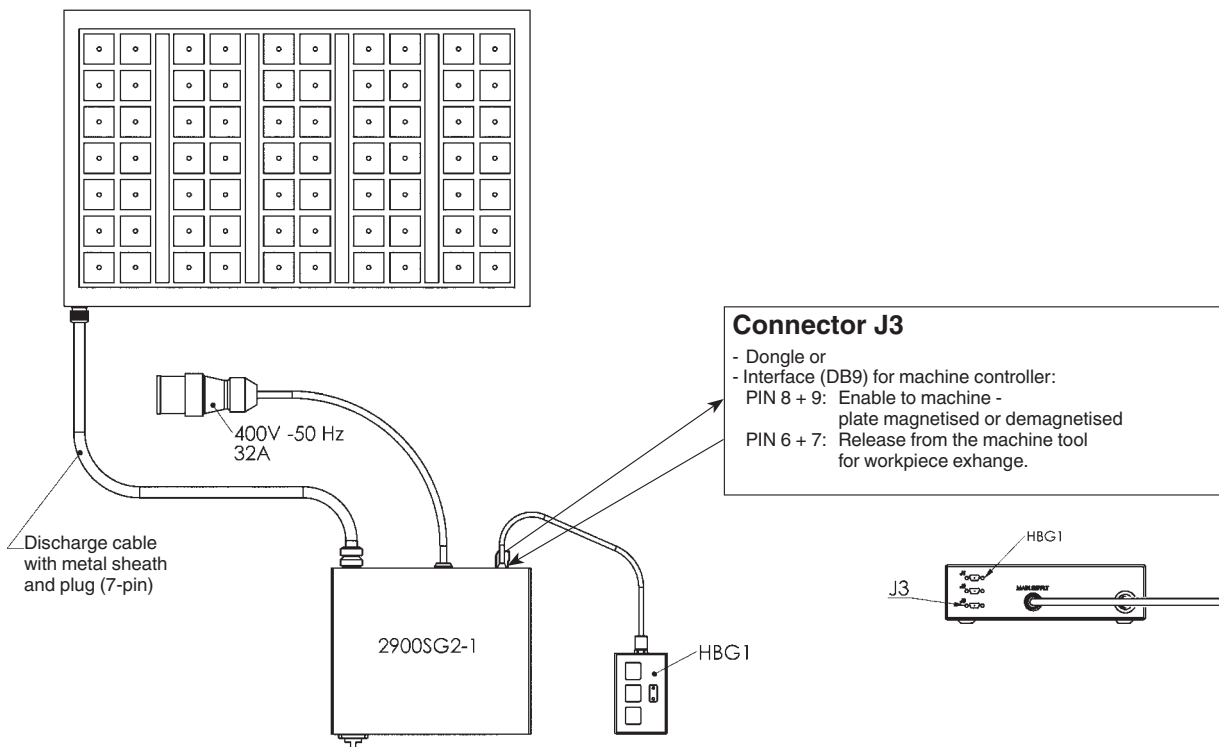 Connector J3
- Dongle or
- Interface (DB9) for machine controller:
PIN 8 + 9: Enable to machine -
plate magnetised or demagnetised
PIN 6 + 7: Release from the machine tool
for workpiece exhange.
400V -50 Hz
32A
Discharge cable
with metal sheath
and plug (7-pin)
2900SG2-1
HBG1
HBG1
J3
MAIN SUPPLY